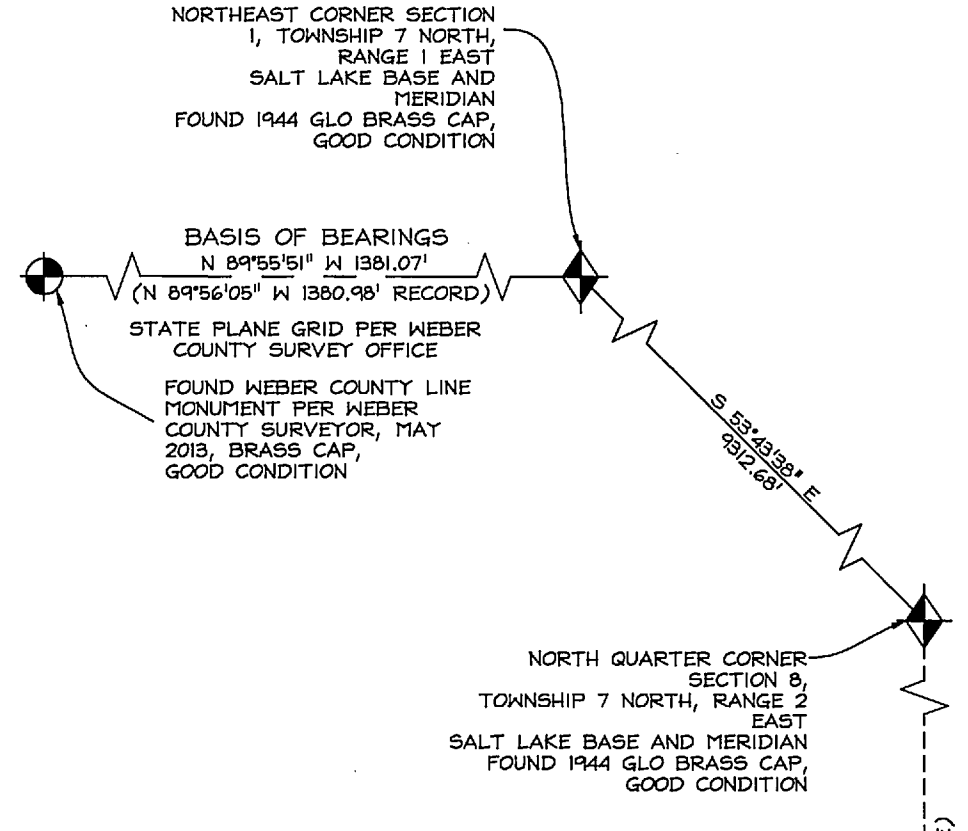 NORTHEAST CORNER SECTION
1, TOWNSHIP 7 NORTH,
RANGE 1 EAST
SALT LAKE BASE AND
MERIDIAN
FOUND 1944 GLO BRASS CAP,
GOOD CONDITION
BASIS OF BEARINGS
N 89°55'51" W 1381.07'
(N 89°56'05" W 1380.98' RECORD)
STATE PLANE GRID PER WEBER
COUNTY SURVEY OFFICE
FOUND WEBER COUNTY LINE
MONUMENT PER WEBER
COUNTY SURVEYOR, MAY
2013, BRASS CAP,
GOOD CONDITION
S 53°43'38" E
9312.68'
NORTH QUARTER CORNER
SECTION 8,
TOWNSHIP 7 NORTH, RANGE 2
EAST
SALT LAKE BASE AND MERIDIAN
FOUND 1944 GLO BRASS CAP,
GOOD CONDITION